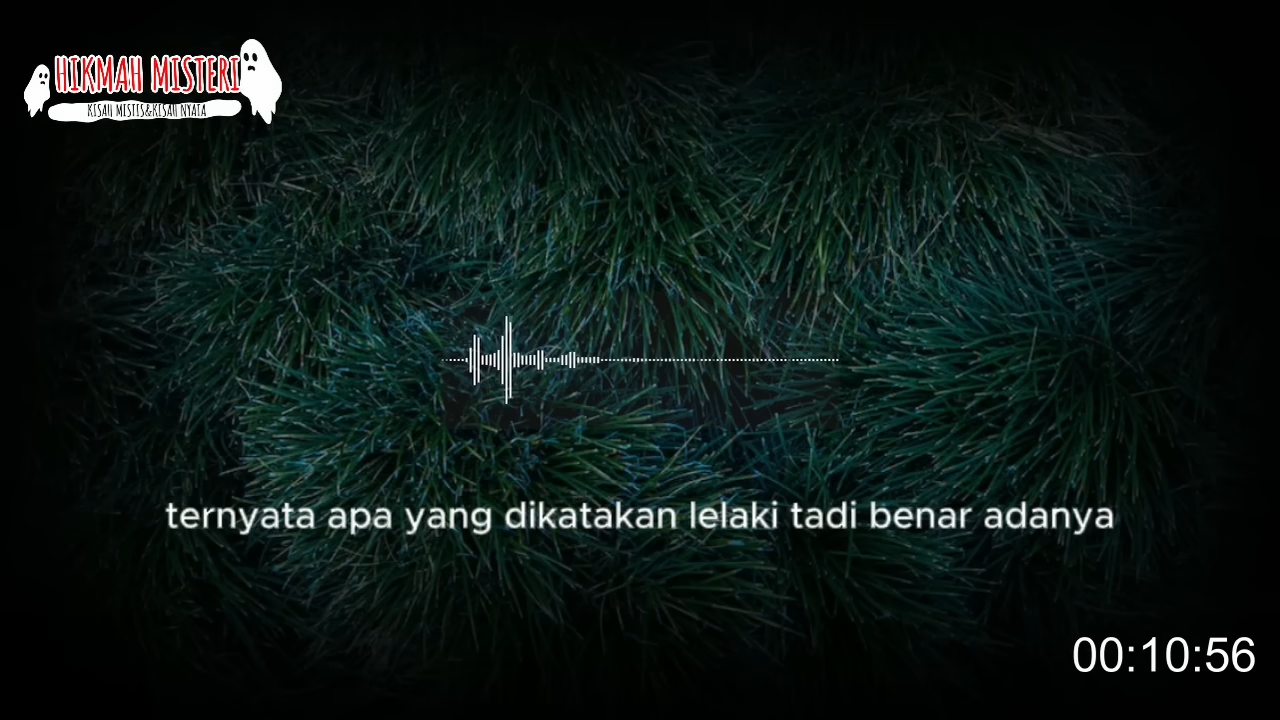 HIKMAH MISTERI
KISAH MISTIS&KISAH NYATA
ternyata apa yang dikatakan lelaki tadi benar adanya
00:10:56